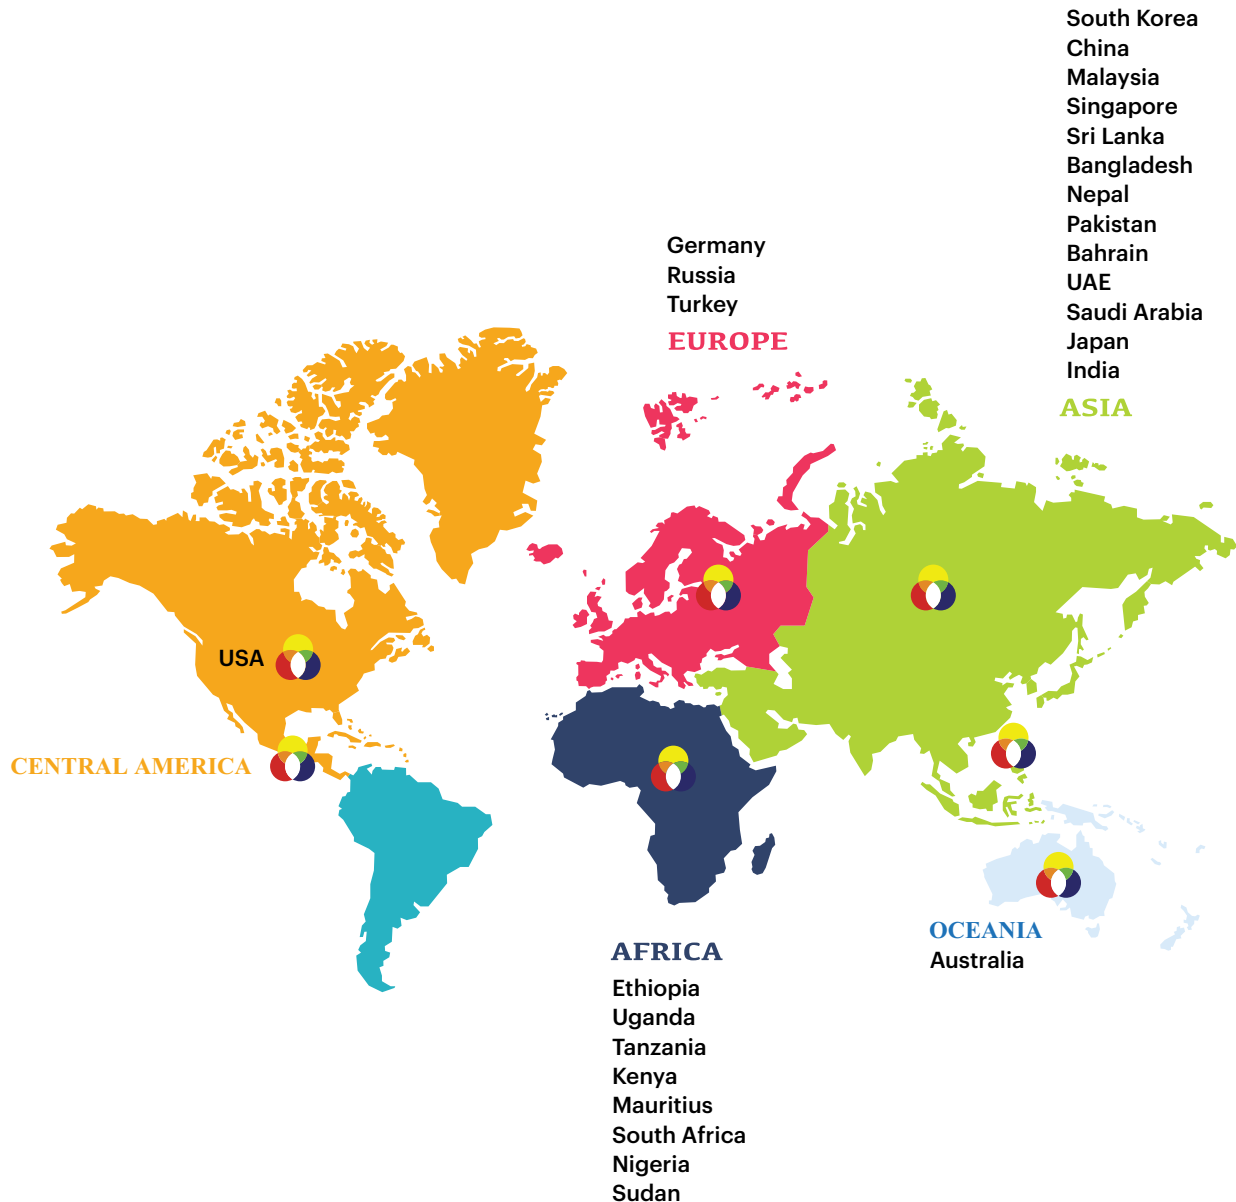 South Korea
China
Malaysia
Singapore
Sri Lanka
Bangladesh
Nepal
Pakistan
Bahrain
UAE
Saudi Arabia
Japan
India
ASIA
Germany
Russia
Turkey
EUROPE
USA
CENTRAL AMERICA
OCEANIA
Australia
AFRICA
Ethiopia
Uganda
Tanzania
Kenya
Mauritius
South Africa
Nigeria
Sudan